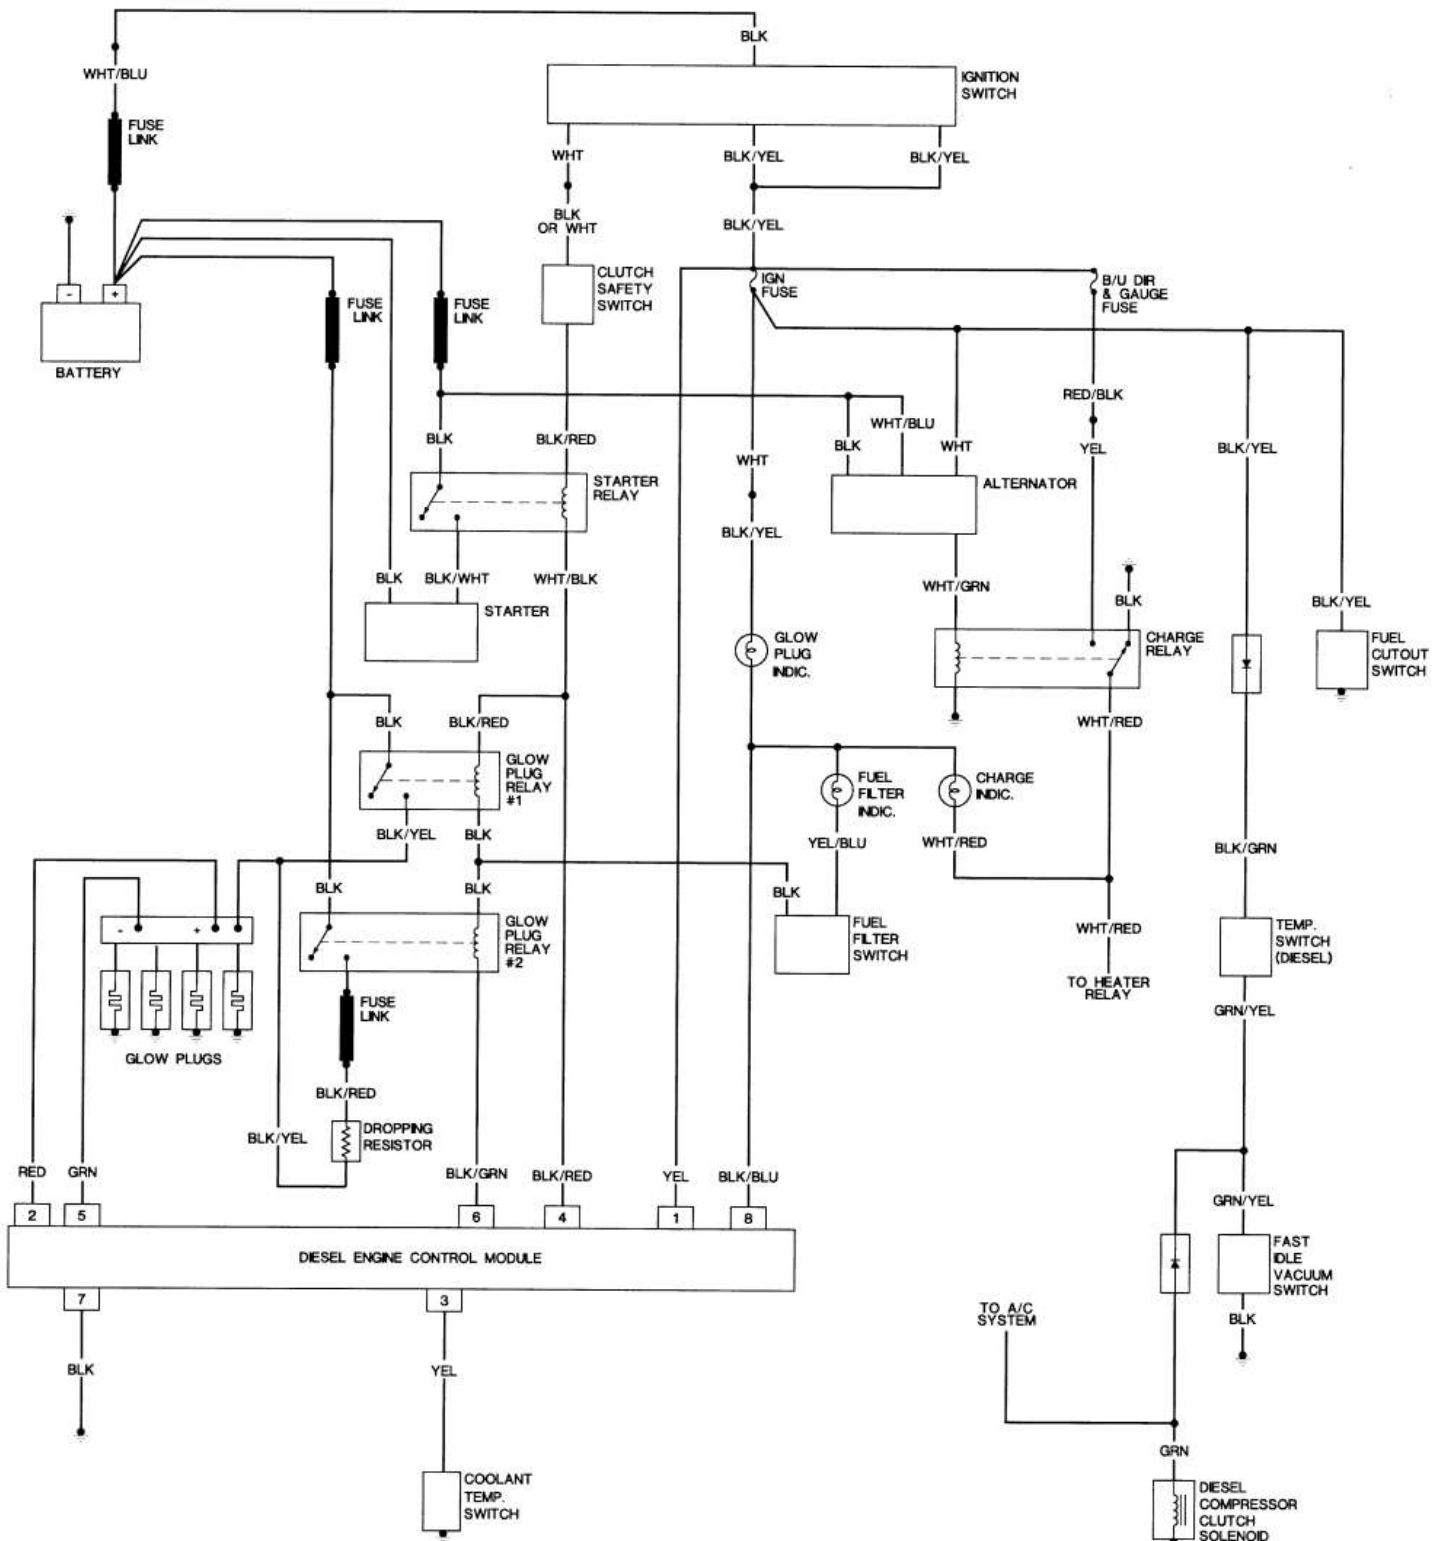 BLK
WHT/BLU
IGNITION
SWITCH
FUSE
LINK
WHT
BLK/YEL
BLK/YEL
BLK
OR WHT
BLK/YEL
CLUTCH
SAFETY
SWITCH
IGN
FUSE
B/U DIR
& GAUGE
FUSE
-
+
FUSE
LINK
FUSE
LINK
BATTERY
RED/BLK
WHT/BLU
BLK
BLK/RED
BLK
WHT
YEL
BLK/YEL
WHT
STARTER
RELAY
ALTERNATOR
BLK/YEL
BLK
BLK/WHT
WHT/BLK
WHT/GRN
BLK
BLK/YEL
STARTER
GLOW
PLUG
INDIC.
CHARGE
RELAY
FUEL
CUTOUT
SWITCH
BLK
BLK/RED
WHT/RED
GLOW
PLUG
RELAY
#1
FUEL
FILTER
INDIC.
CHARGE
INDIC.
BLK/YEL
BLK
YEL/BLU
WHT/RED
BLK/GRN
BLK
BLK
BLK
-
+
GLOW
PLUG
RELAY
#2
FUEL
FILTER
SWITCH
WHT/RED
TEMP.
SWITCH
(DIESEL)
TO HEATER
RELAY
FUSE
LINK
GRN/YEL
GLOW PLUGS
BLK/RED
BLK/YEL
DROPPING
RESISTOR
RED
GRN
BLK/GRN
BLK/RED
YEL
BLK/BLU
GRN/YEL
2
5
6
4
1
8
DIESEL ENGINE CONTROL MODULE
FAST
IDLE
VACUUM
SWITCH
7
3
TO A/C
SYSTEM
BLK
BLK
YEL
GRN
COOLANT
TEMP.
SWITCH
DIESEL
COMPRESSOR
CLUTCH
SOLENOID